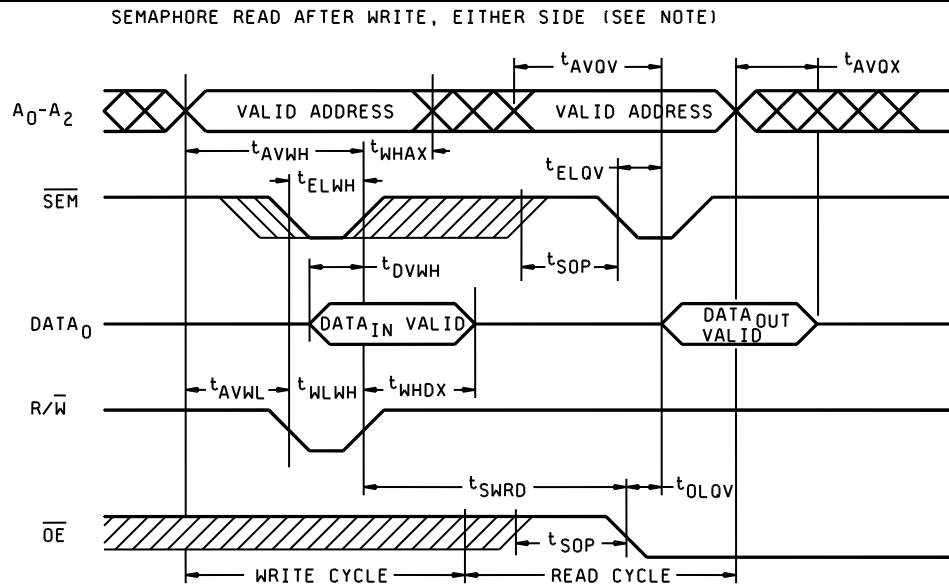 SEMAPHORE READ AFTER WRITE, EITHER SIDE (SEE NOTE)
tAVQV tAVQX
A0-A2 VALID ADDRESS VALID ADDRESS
tAVWH tWHAX
tELQV
tELWH
SEM
tSOP
tDVWH
DATA0 DATAIN VALID DATAOUT VALID
tAVWL tWLWH tWHDX
R/W
tSWRD tOLQV
OE
tSOP
WRITE CYCLE READ CYCLE